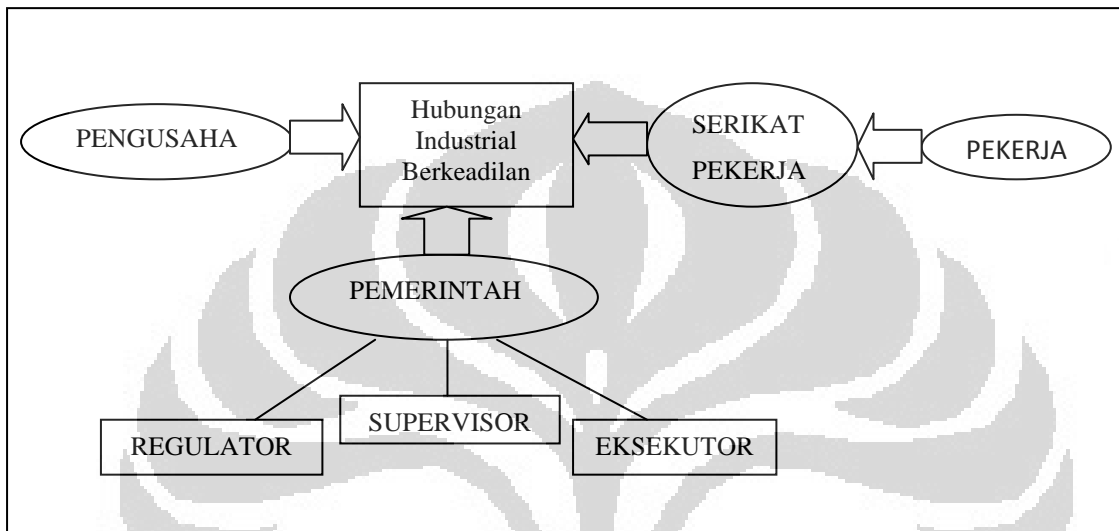 PENGUSAHA
Hubungan
Industrial
Berkeadilan
SERIKAT
PEKERJA
PEKERJA
PEMERINTAH
REGULATOR
SUPERVISOR
EKSEKUTOR